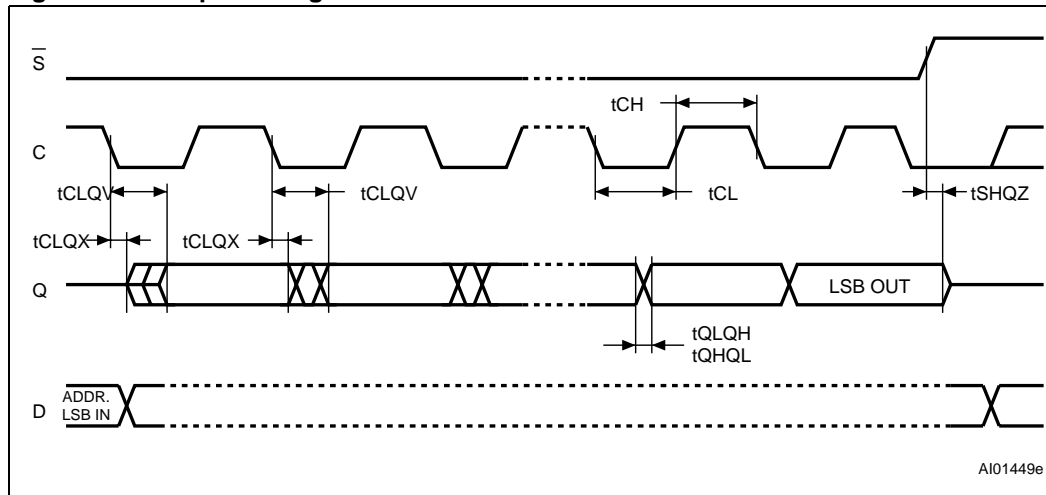 S
tCH
C
tCLQV
tCLQV
tCL
tSHQZ
tCLQX
tCLQX
Q
LSB OUT
tQLQH
tQHQL
D
ADDR.
LSB IN
AI01449e